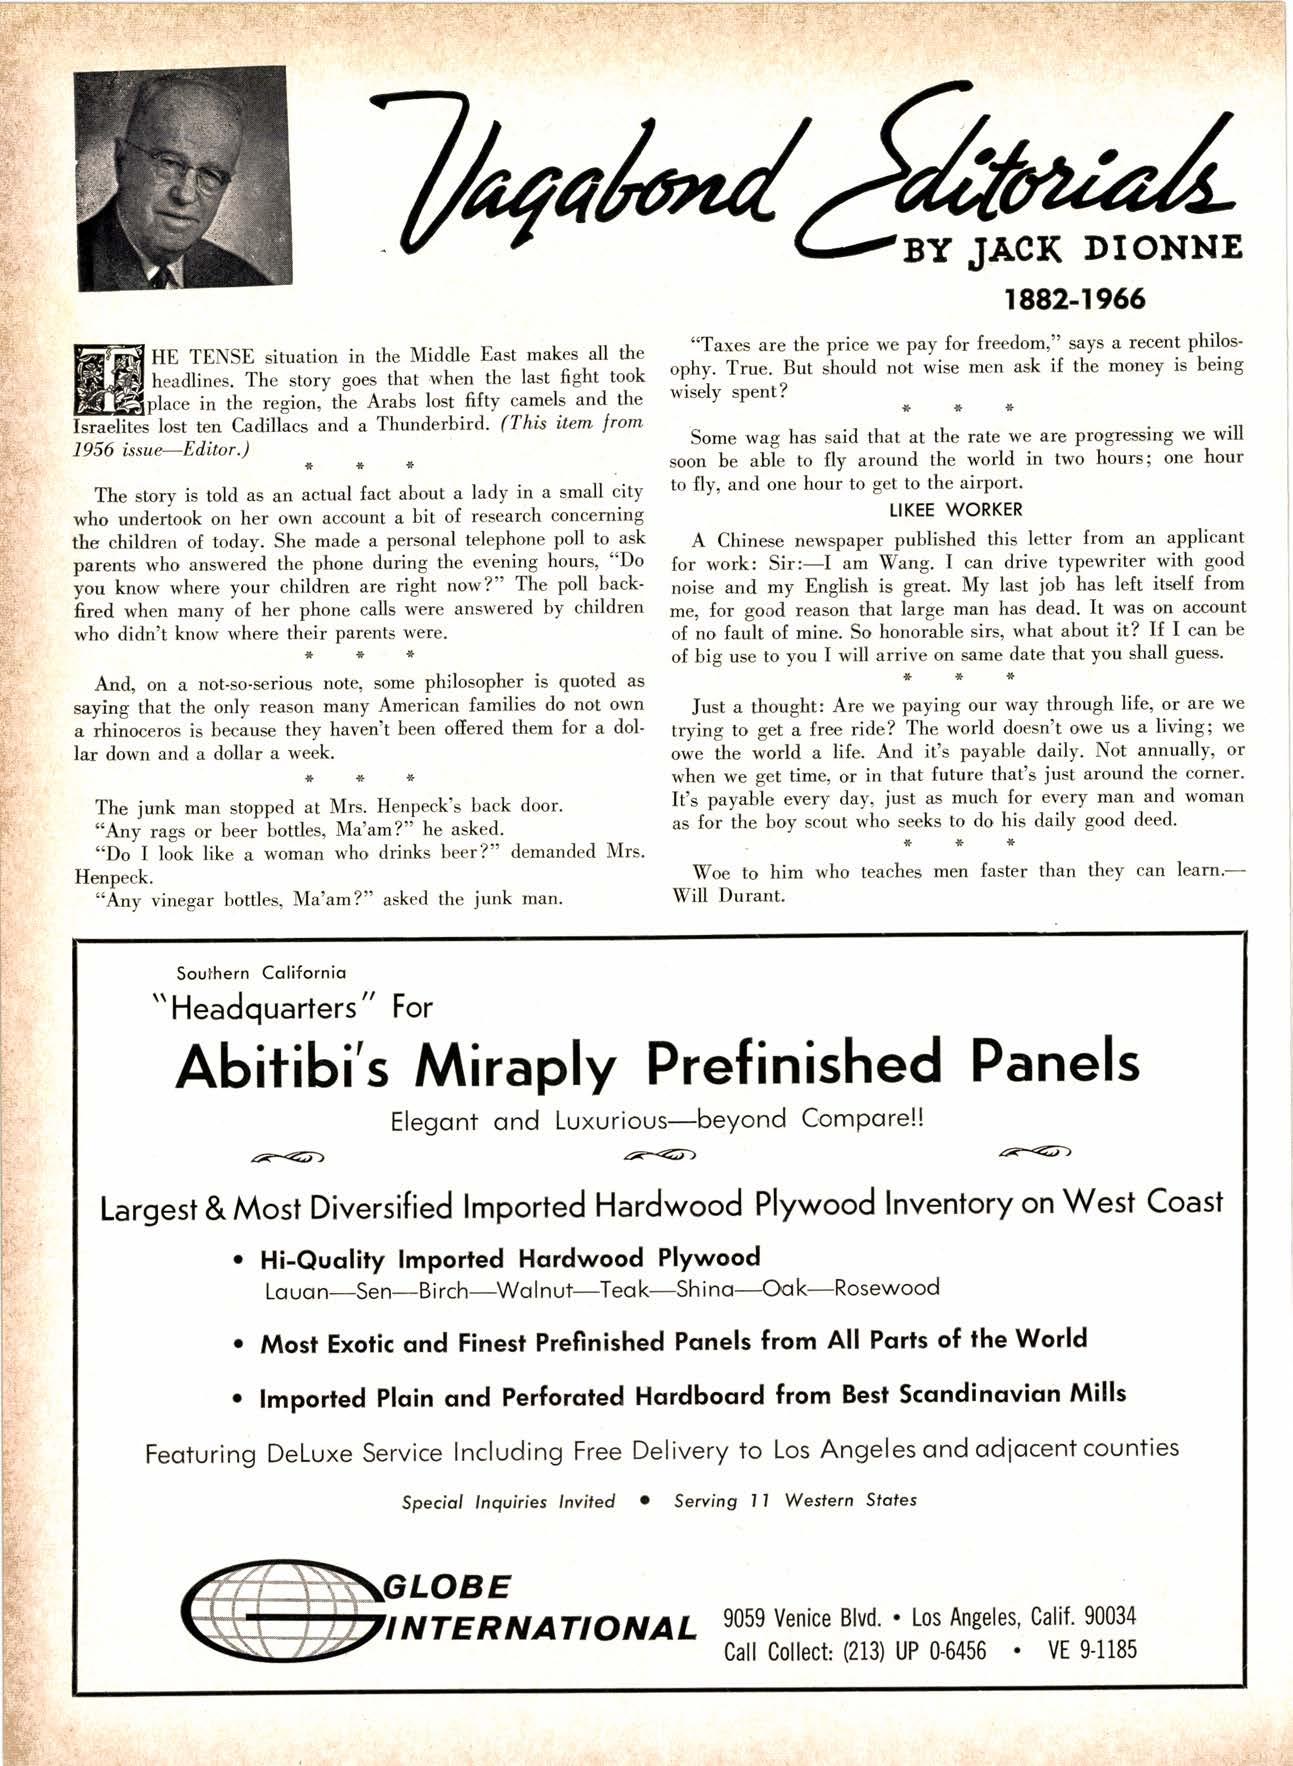 Vagabond Editorials
BY JACK DIONNE
1882-1966
THE TENSE situation in the Middle East makes all the
headlines. The story goes that when the last fight took
place in the region, the Arabs lost fifty camels and the
Israelites lost ten Cadillacs and a Thunderbird. (This item from
1956 issue—Editor.)
* * *
The story is told as an actual fact about a lady in a small city
who undertook on her own account a bit of research concerning
the children of today. She made a personal telephone poll to ask
parents who answered the phone during the evening hours, "Do
you know where your children are right now?" The poll back-
fired when many of her phone calls were answered by children
who didn't know where their parents were.
* * *
And, on a not-so-serious note, some philosopher is quoted as
saying that the only reason many American families do not own
a rhinoceros is because they haven't been offered them for a dol-
lar down and a dollar a week.
* * *
The junk man stopped at Mrs. Henpeck's back door.
"Any rags or beer bottles, Ma'am?" he asked.
"Do I look like a woman who drinks beer?" demanded Mrs.
Henpeck.
"Any vinegar bottles, Ma'am?" asked the junk man.
"Taxes are the price we pay for freedom," says a recent philos-
ophy. True. But should not wise men ask if the money is being
wisely spent?
* * *
Some wag has said that at the rate we are progressing we will
soon be able to fly around the world in two hours; one hour
to fly, and one hour to get to the airport.
LIKEE WORKER
A Chinese newspaper published this letter from an applicant
for work: Sir:—I am Wang. I can drive typewriter with good
noise and my English is great. My last job has left itself from
me, for good reason that large man has dead. It was on account
of no fault of mine. So honorable sirs, what about it? If I can be
of big use to you I will arrive on same date that you shall guess.
* * *
Just a thought: Are we paying our way through life, or are we
trying to get a free ride? The world doesn't owe us a living; we
owe the world a life. And it's payable daily. Not annually, or
when we get time, or in that future that's just around the corner.
It's payable every day, just as much for every man and woman
as for the boy scout who seeks to do his daily good deed.
* * *
Woe to him who teaches men faster than they can learn.—
Will Durant.
Southern California
"Headquarters" For
Abitibi's Miraply Prefinished Panels
Elegant and Luxurious—beyond Compare!!
Largest & Most Diversified Imported Hardwood Plywood Inventory on West Coast
• Hi-Quality Imported Hardwood Plywood
Lauan—Sen—Birch—Walnut—Teak—Shina—Oak—Rosewood
• Most Exotic and Finest Prefinished Panels from All Parts of the World
• Imported Plain and Perforated Hardboard from Best Scandinavian Mills
Featuring DeLuxe Service Including Free Delivery to Los Angeles and adjacent counties
Special Inquiries Invited • Serving 11 Western States
GLOBE
INTERNATIONAL
9059 Venice Blvd. • Los Angeles, Calif. 90034
Call Collect: (213) UP 0-6456 • VE 9-1185